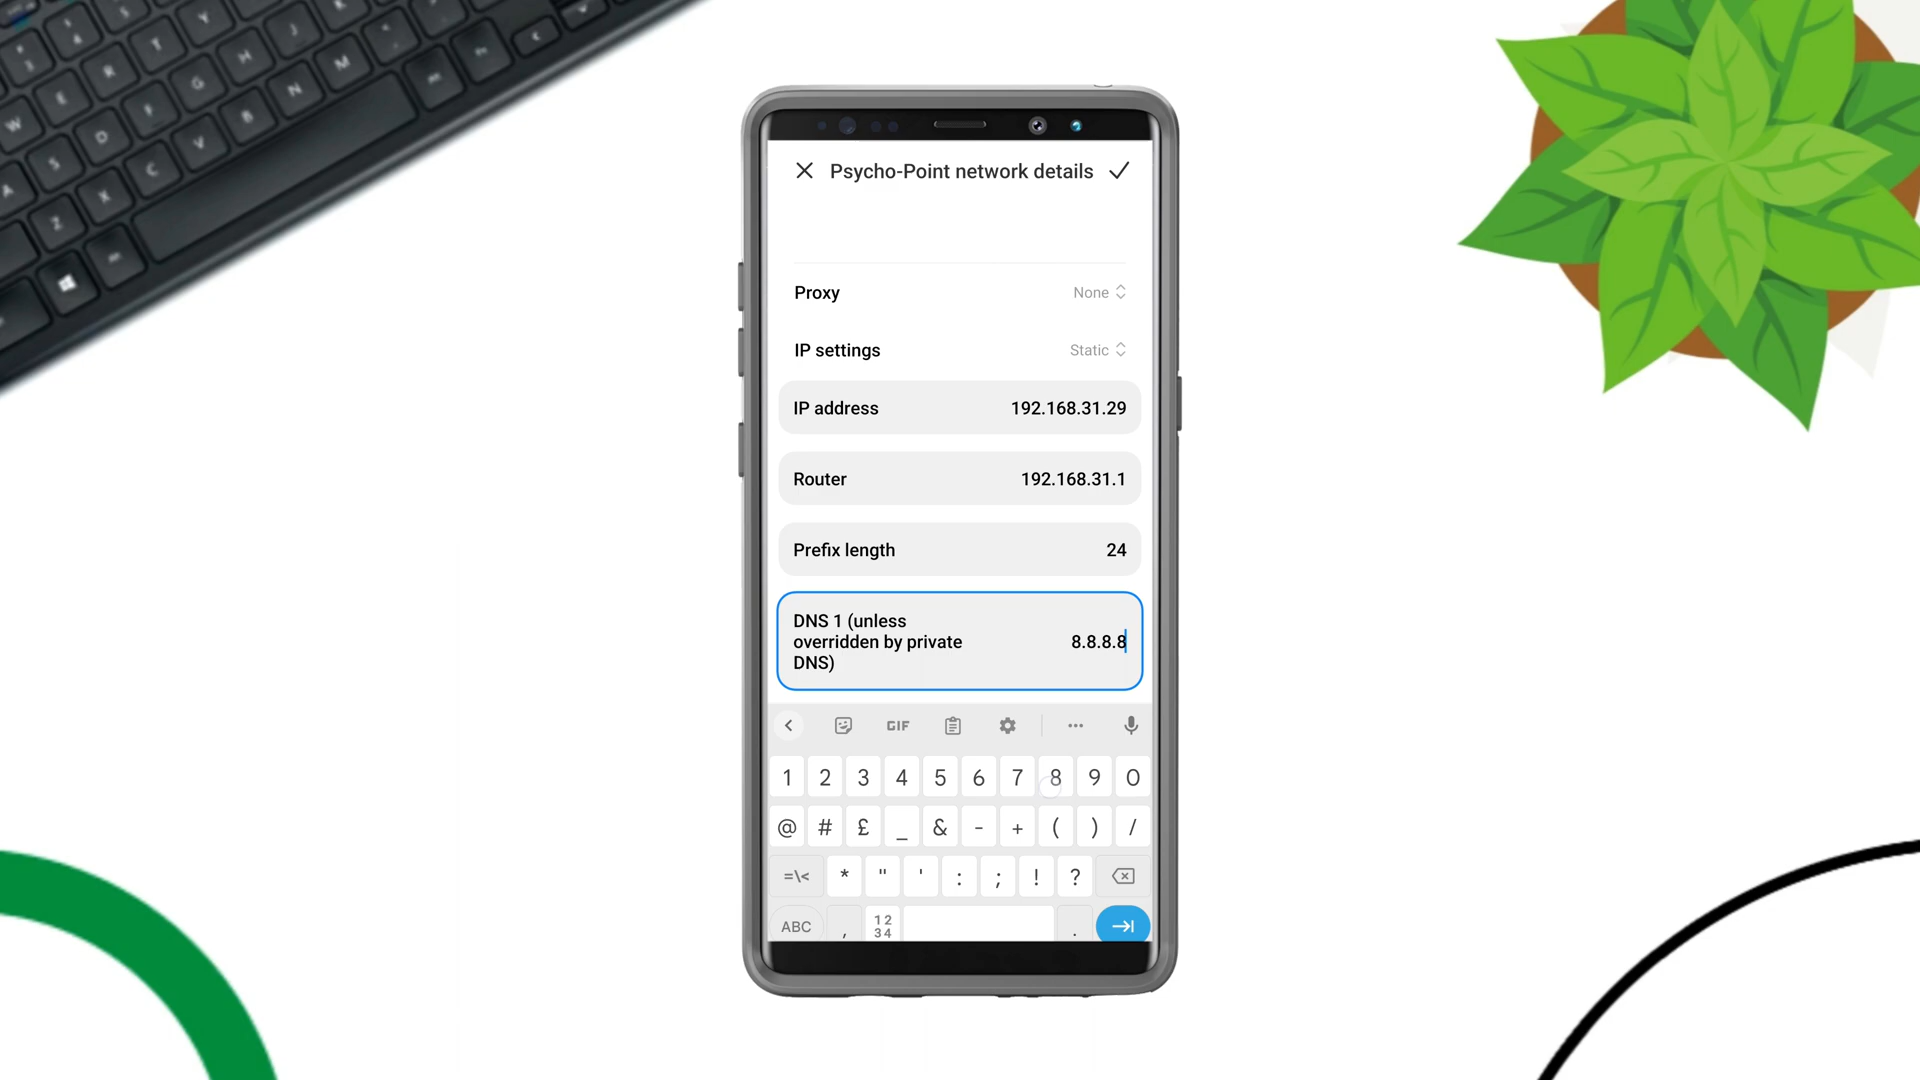 Psycho-Point network details
Proxy None
IP settings Static
IP address 192.168.31.29
Router 192.168.31.1
Prefix length 24
DNS 1 (unless
overridden by private 8.8.8.8
DNS)
GIF
1 2 3 4 5 6 7 8 9 0
@ # £ _ & - + ( ) /
=\< * " ' : ; ! ?
ABC , 12 .
34
T Y
E R G H J
W D F B N M
A S C V
Z X